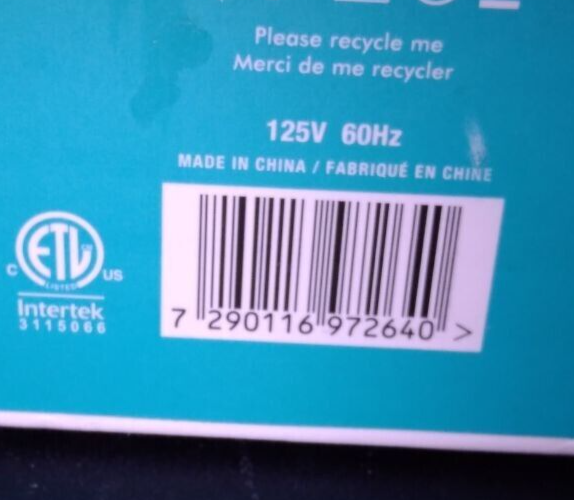 Please recycle me
Merci de me recycler
125V 60Hz
MADE IN CHINA / FABRIQUÉ EN CHINE
ETL
C US
LISTED
Intertek
3115066
7 290116 972640 >